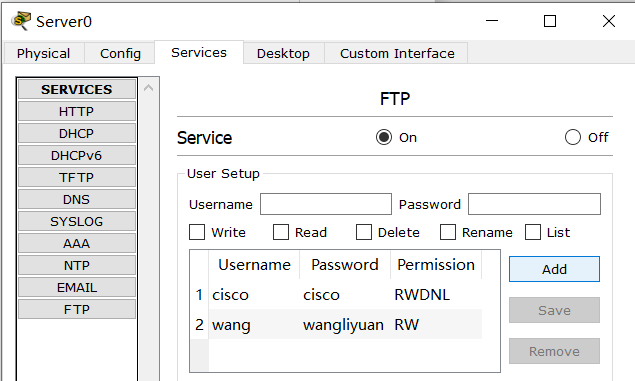 Server0
Physical Config Services Desktop Custom Interface
SERVICES
HTTP
DHCP
DHCPv6
TFTP
DNS
SYSLOG
AAA
NTP
EMAIL
FTP
FTP
Service On Off
User Setup
Username Password
Write Read Delete Rename List
Username Password Permission
1 cisco cisco RWDNL
2 wang wangliyuan RW
Add
Save
Remove